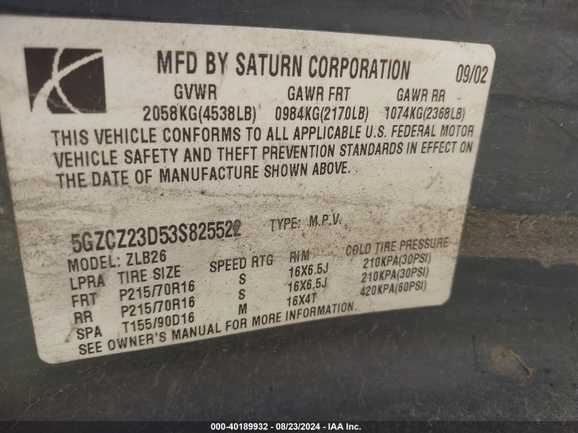 MFD BY SATURN CORPORATION 09/02
GVWR GAWR FRT GAWR RR
2058KG(4538LB) 0984KG(2170LB) 1074KG(2368LB)
THIS VEHICLE CONFORMS TO ALL APPLICABLE U.S. FEDERAL MOTOR
VEHICLE SAFETY AND THEFT PREVENTION STANDARDS IN EFFECT ON
THE DATE OF MANUFACTURE SHOWN ABOVE.
5GZCZ23D53S825522 TYPE: M.P.V.
MODEL: ZLB26
LPRA TIRE SIZE SPEED RTG RIM COLD TIRE PRESSURE
FRT P215/70R16 S 16X6.5J 210KPA(30PSI)
RR P215/70R16 S 16X6.5J 210KPA(30PSI)
SPA T155/90D16 M 16X4T 420KPA(60PSI)
SEE OWNER'S MANUAL FOR MORE INFORMATION.
000-40189932 - 08/23/2024 - IAA Inc.